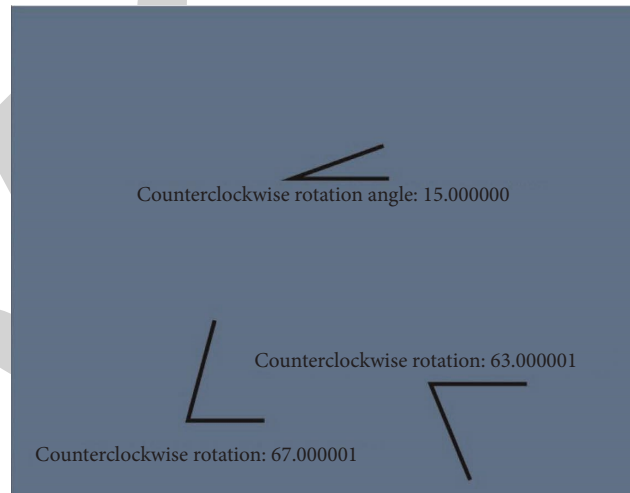 Counterclockwise rotation angle: 15.000000
Counterclockwise rotation: 63.000001
Counterclockwise rotation: 67.000001